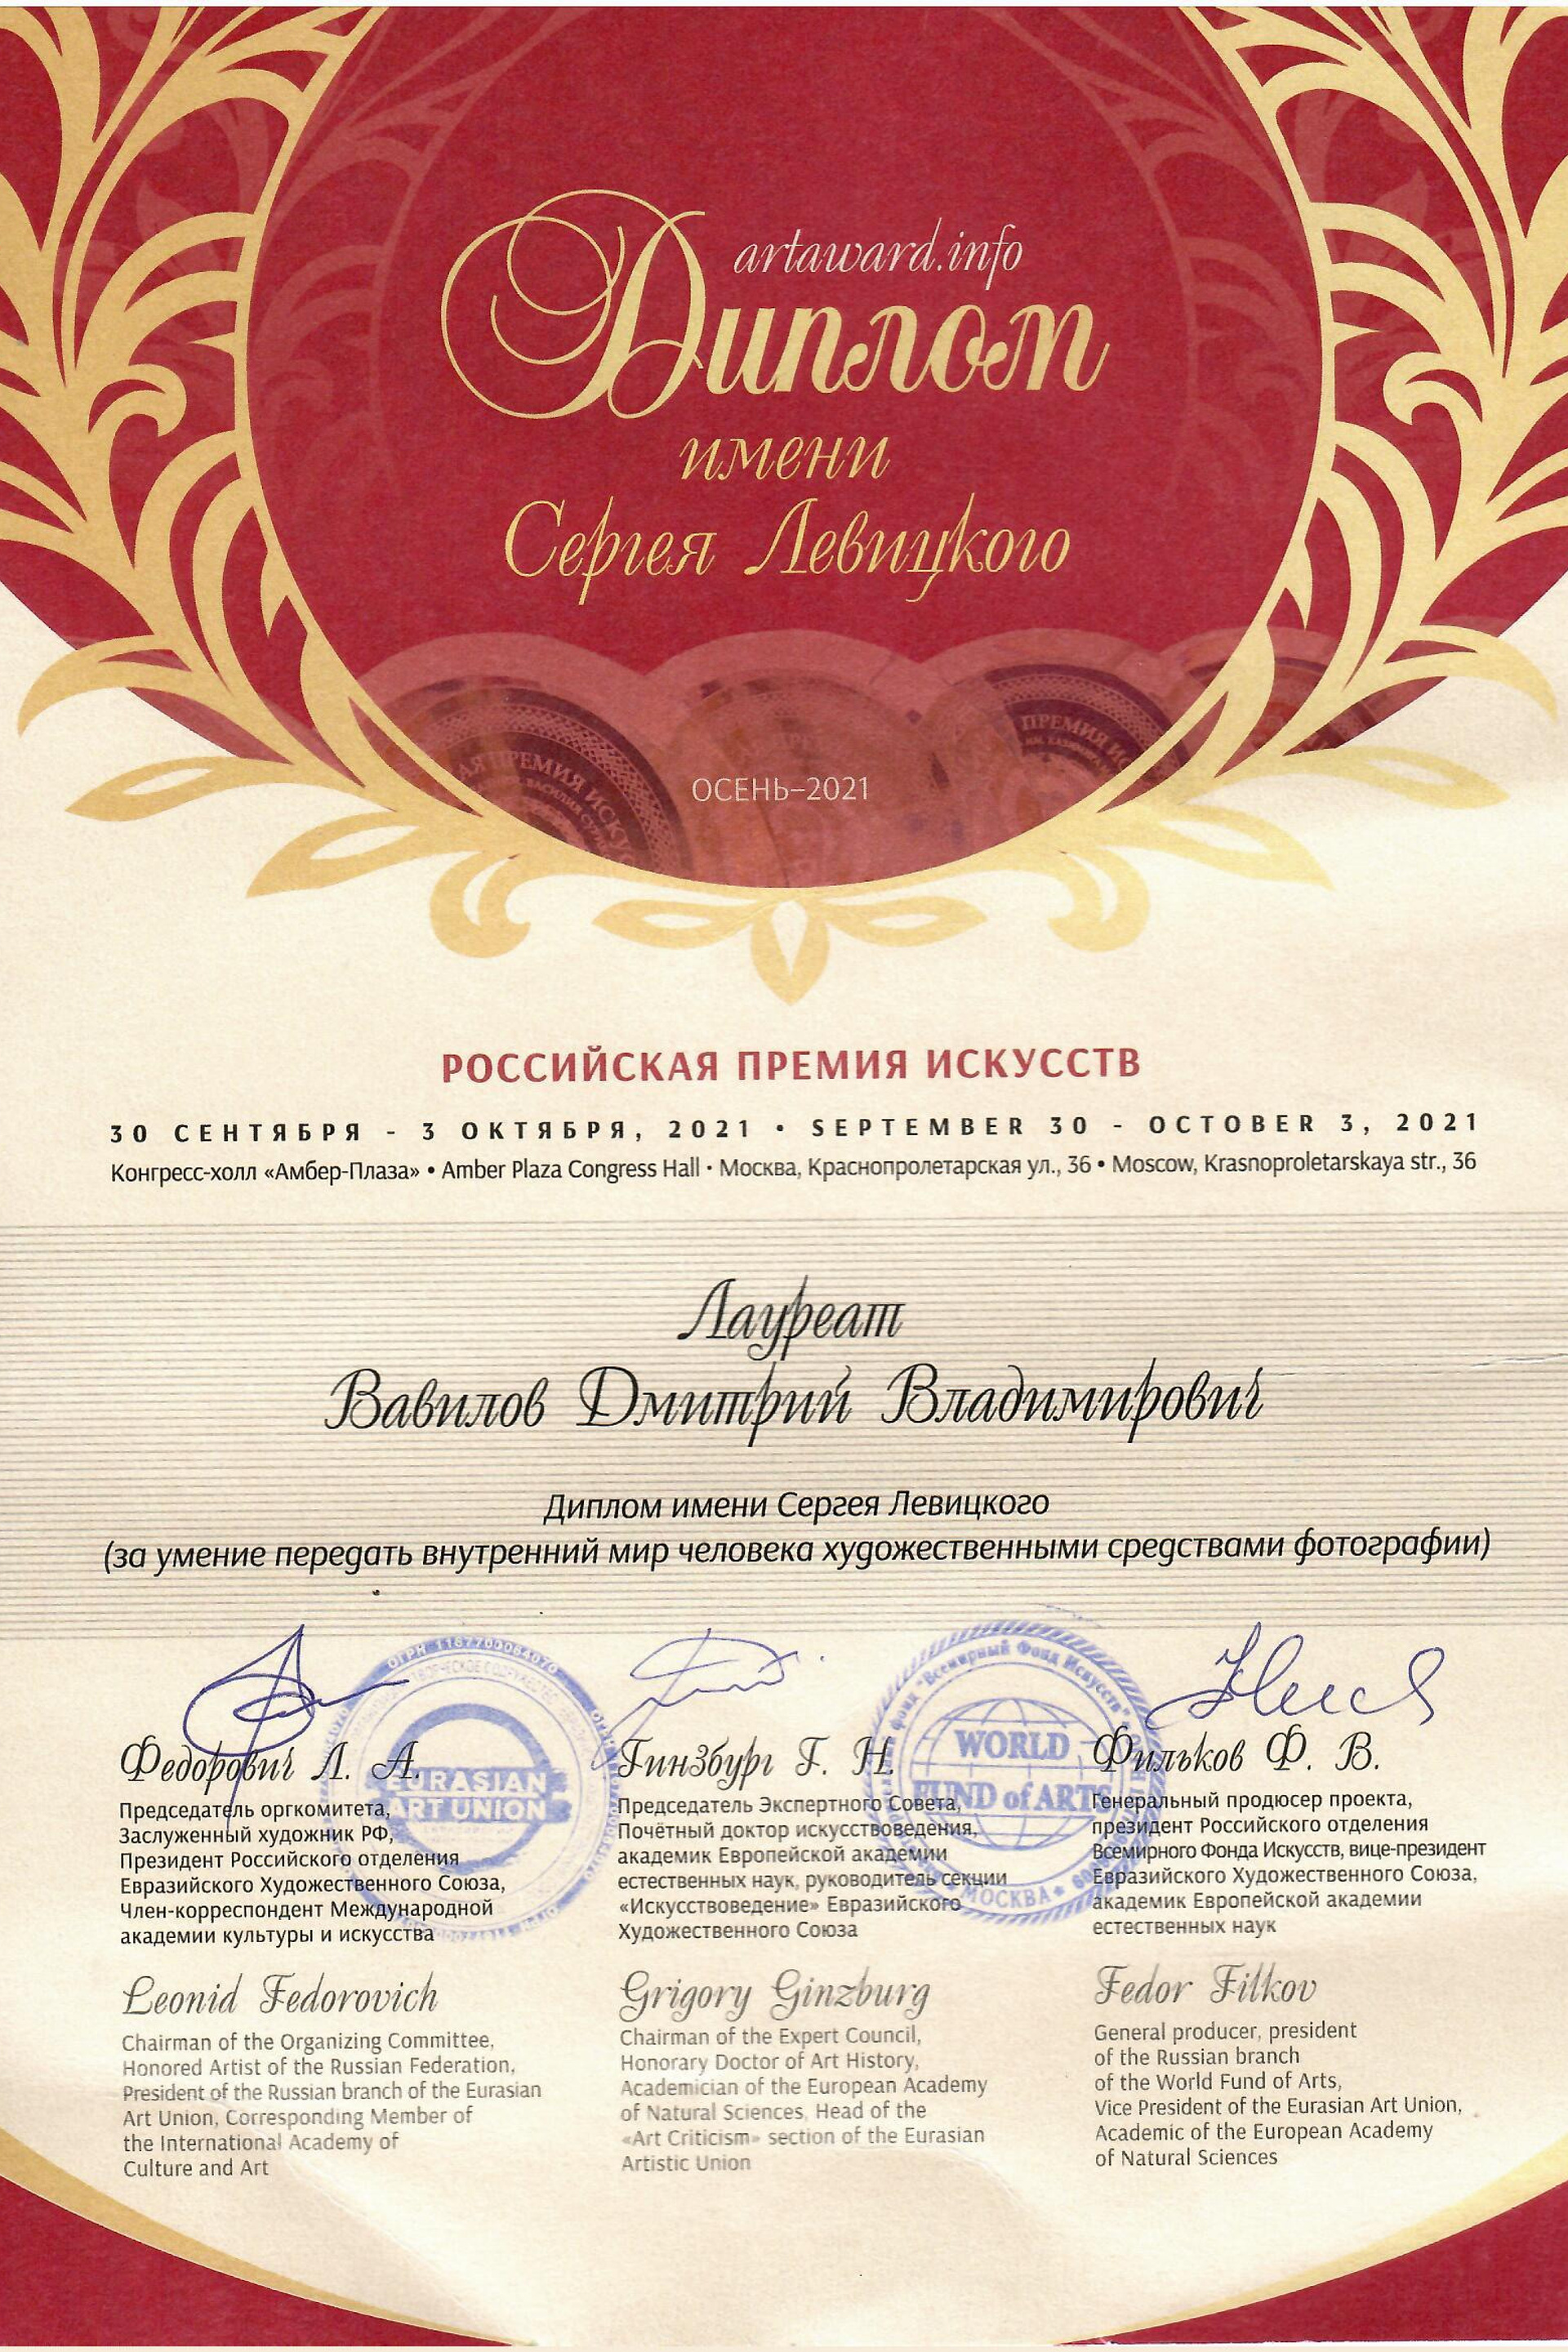 artaward.info
Диплом
имени
Сергея Левицкого
ПРЕМИЯ ИС
АЯ ПРЕМИЯ ИСКУ
ОСЕНЬ–2021
РОССИЙСКАЯ ПРЕМИЯ ИСКУССТВ
30 СЕНТЯБРЯ - 3 ОКТЯБРЯ, 2021 • SEPTEMBER 30 - OCTOBER 3, 2021
Конгресс-холл «Амбер-Плаза» • Amber Plaza Congress Hall · Москва, Краснопролетарская ул., 36 • Moscow, Krasnoproletarskaya str., 36
Лауреат
Вавилов Дмитрий Владимирович
Диплом имени Сергея Левицкого
(за умение передать внутренний мир человека художественными средствами фотографии)
EURASIAN
ART UNION
"Всемирный Фонд Искусств"
WORLD
FUND of ARTS
МОСКВА
Федорович Л. А.
Председатель оргкомитета,
Заслуженный художник РФ,
Президент Российского отделения
Евразийского Художественного Союза,
Член-корреспондент Международной
академии культуры и искусства
Гинзбург Г. Н.
Председатель Экспертного Совета,
Почётный доктор искусствоведения,
академик Европейской академии
естественных наук, руководитель секции
«Искусствоведение» Евразийского
Художественного Союза
Фильков Ф. В.
Генеральный продюсер проекта,
президент Российского отделения
Всемирного Фонда Искусств, вице-президент
Евразийского Художественного Союза,
академик Европейской академии
естественных наук
Leonid Fedorovich
Chairman of the Organizing Committee,
Honored Artist of the Russian Federation,
President of the Russian branch of the Eurasian
Art Union, Corresponding Member of
the International Academy of
Culture and Art
Grigory Ginzburg
Chairman of the Expert Council,
Honorary Doctor of Art History,
Academician of the European Academy
of Natural Sciences, Head of the
«Art Criticism» section of the Eurasian
Artistic Union
Fedor Filkov
General producer, president
of the Russian branch
of the World Fund of Arts,
Vice President of the Eurasian Art Union,
Academic of the European Academy
of Natural Sciences